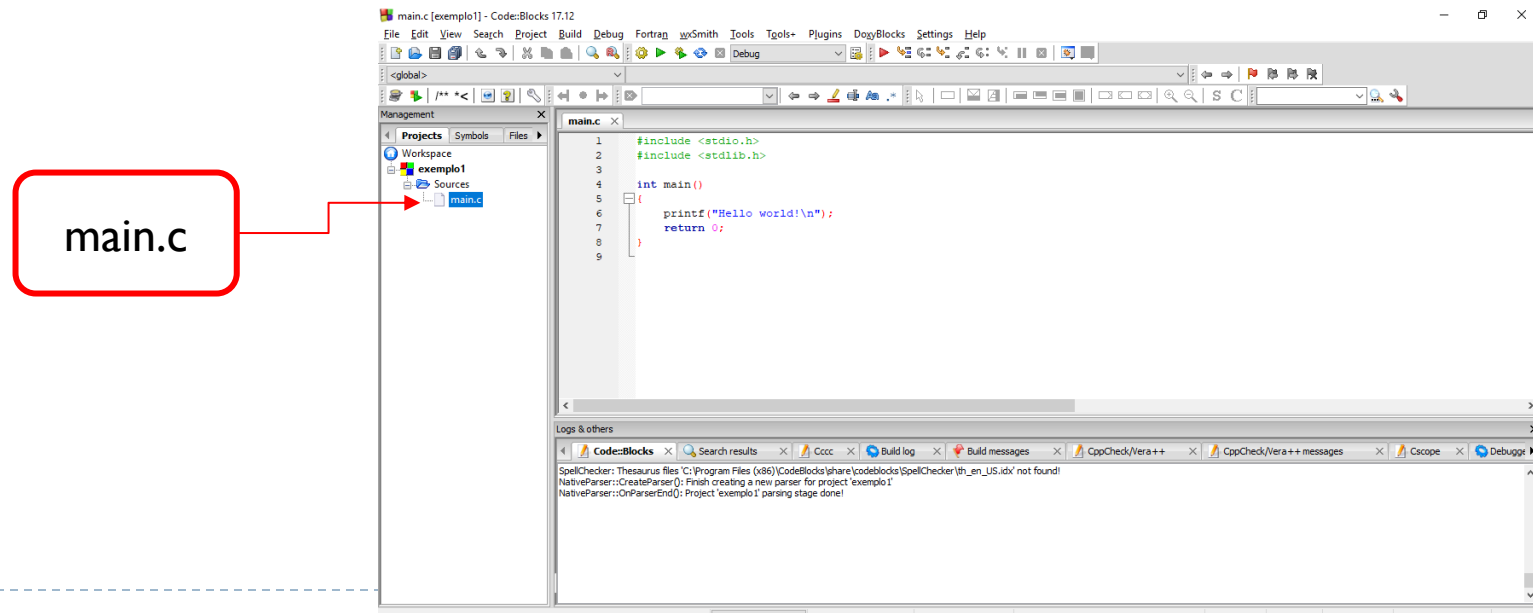 main.c
main.c [exemplo1] - Code::Blocks 17.12
File Edit View Search Project Build Debug Fortran wxSmith Tools Tools+ Plugins DoxyBlocks Settings Help
Debug
<global>
/** *<
S C
Management
Projects Symbols Files
Workspace
exemplo1
Sources
main.c
main.c
1 #include <stdio.h>
2 #include <stdlib.h>
3
4 int main()
5 {
6 printf("Hello world!\n");
7 return 0;
8 }
9
Logs & others
Code::Blocks Search results Cccc Build log Build messages CppCheck/Vera++ CppCheck/Vera++ messages Cscope Debugge
SpellChecker: Thesaurus files 'C:\Program Files (x86)\CodeBlocks\share\codeblocks\SpellChecker\th_en_US.idx' not found!
NativeParser::CreateParser(): Finish creating a new parser for project 'exemplo1'
NativeParser::OnParserEnd(): Project 'exemplo1' parsing stage done!